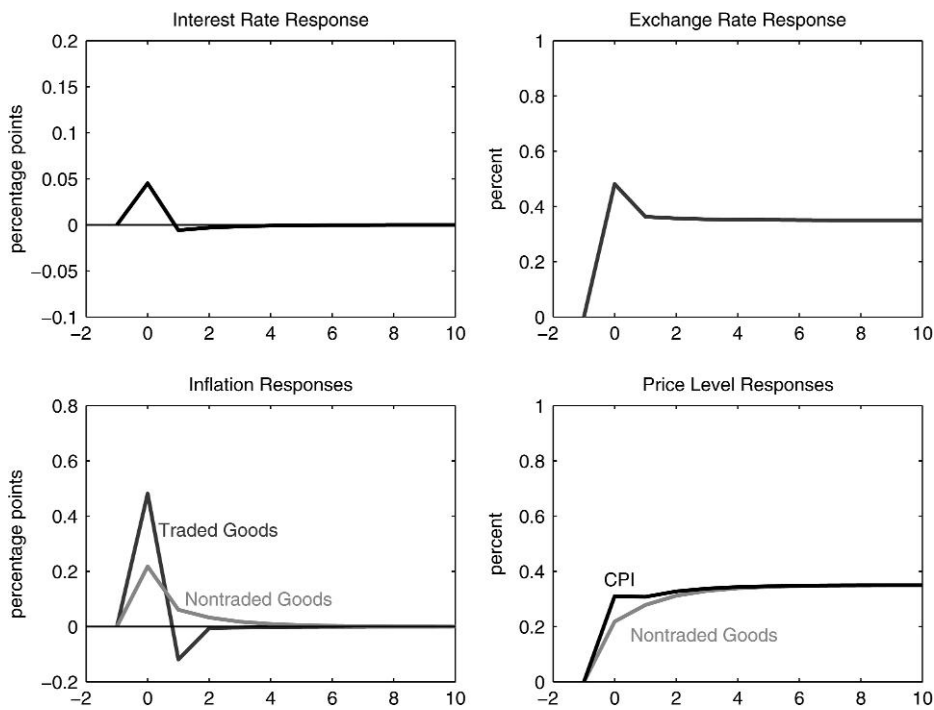 Interest Rate Response
percentage points
0.2
0.15
0.1
0.05
0
−0.05
−0.1
−2 0 2 4 6 8 10
Exchange Rate Response
percent
1
0.8
0.6
0.4
0.2
0
−2 0 2 4 6 8 10
Inflation Responses
percentage points
0.8
0.6
0.4
0.2
0
−0.2
Traded Goods
Nontraded Goods
−2 0 2 4 6 8 10
Price Level Responses
percent
1
0.8
0.6
0.4
0.2
0
CPI
Nontraded Goods
−2 0 2 4 6 8 10